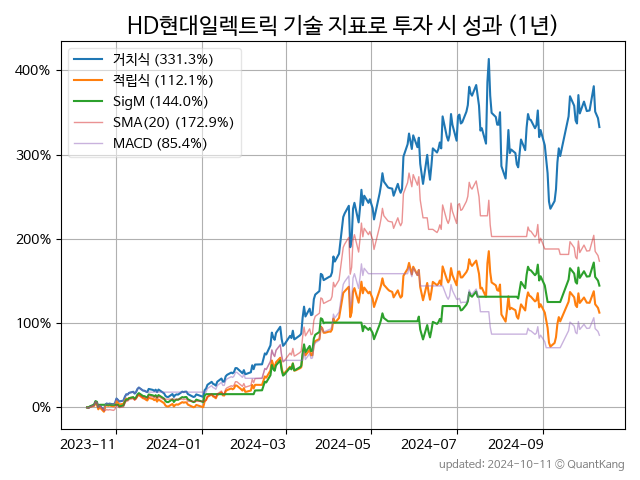 HD현대일렉트릭 기술 지표로 투자 시 성과 (1년)
거치식 (331.3%)
적립식 (112.1%)
SigM (144.0%)
SMA(20) (172.9%)
MACD (85.4%)
400%
300%
200%
100%
0%
2023-11 2024-01 2024-03 2024-05 2024-07 2024-09
updated: 2024-10-11 © QuantKang